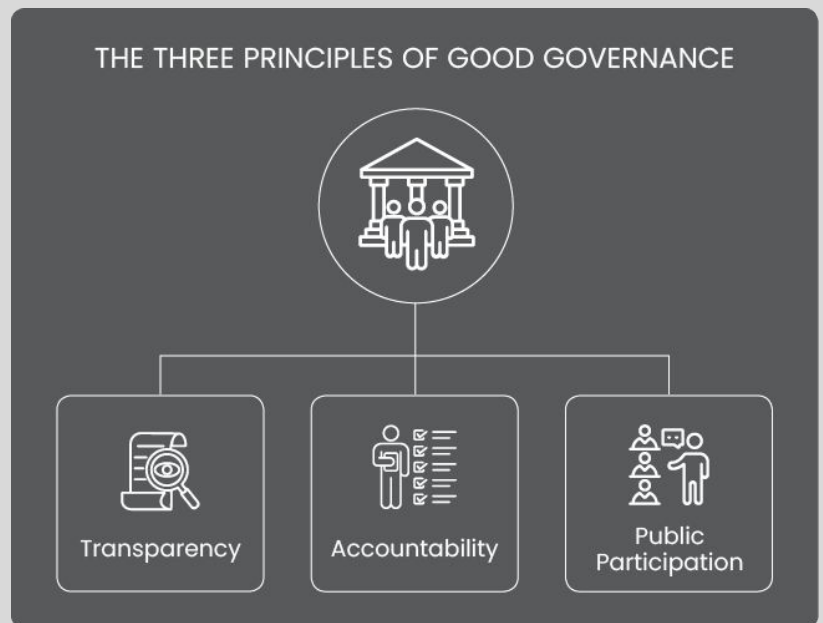 THE THREE PRINCIPLES OF GOOD GOVERNANCE
Transparency
Accountability
Public
Participation